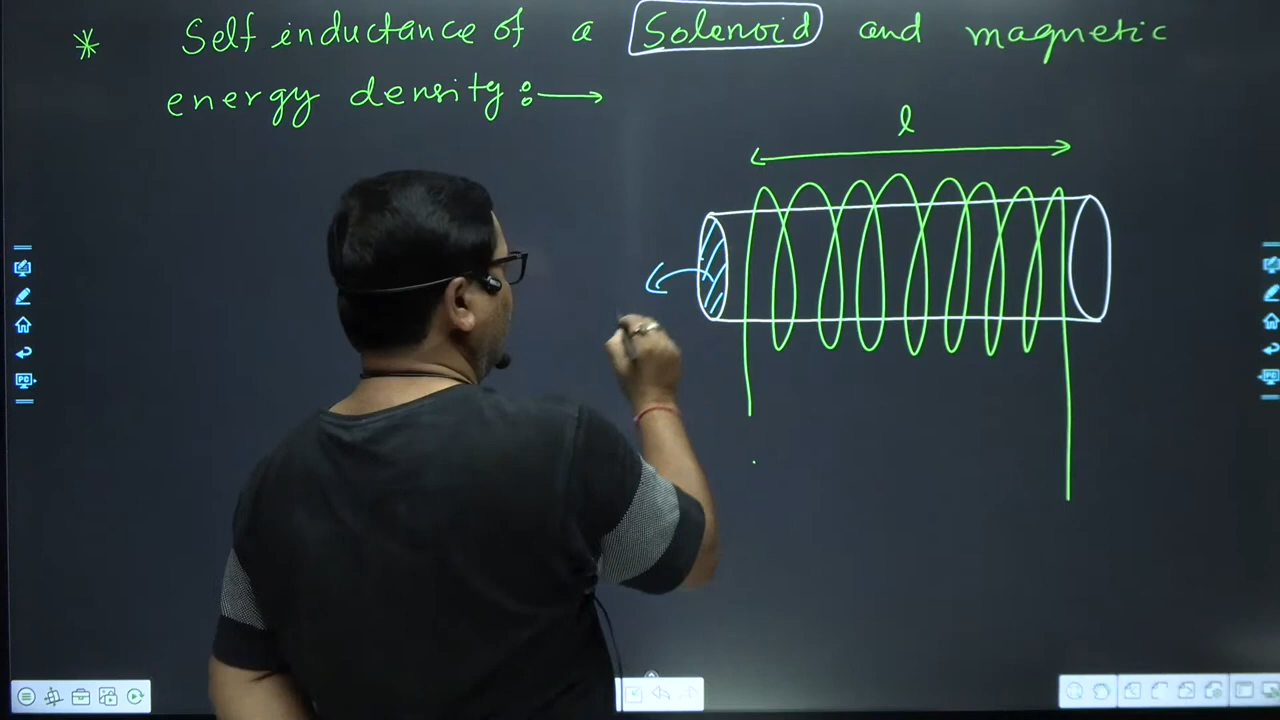 * Self inductance of a Solenoid and magnetic
energy density :→
l